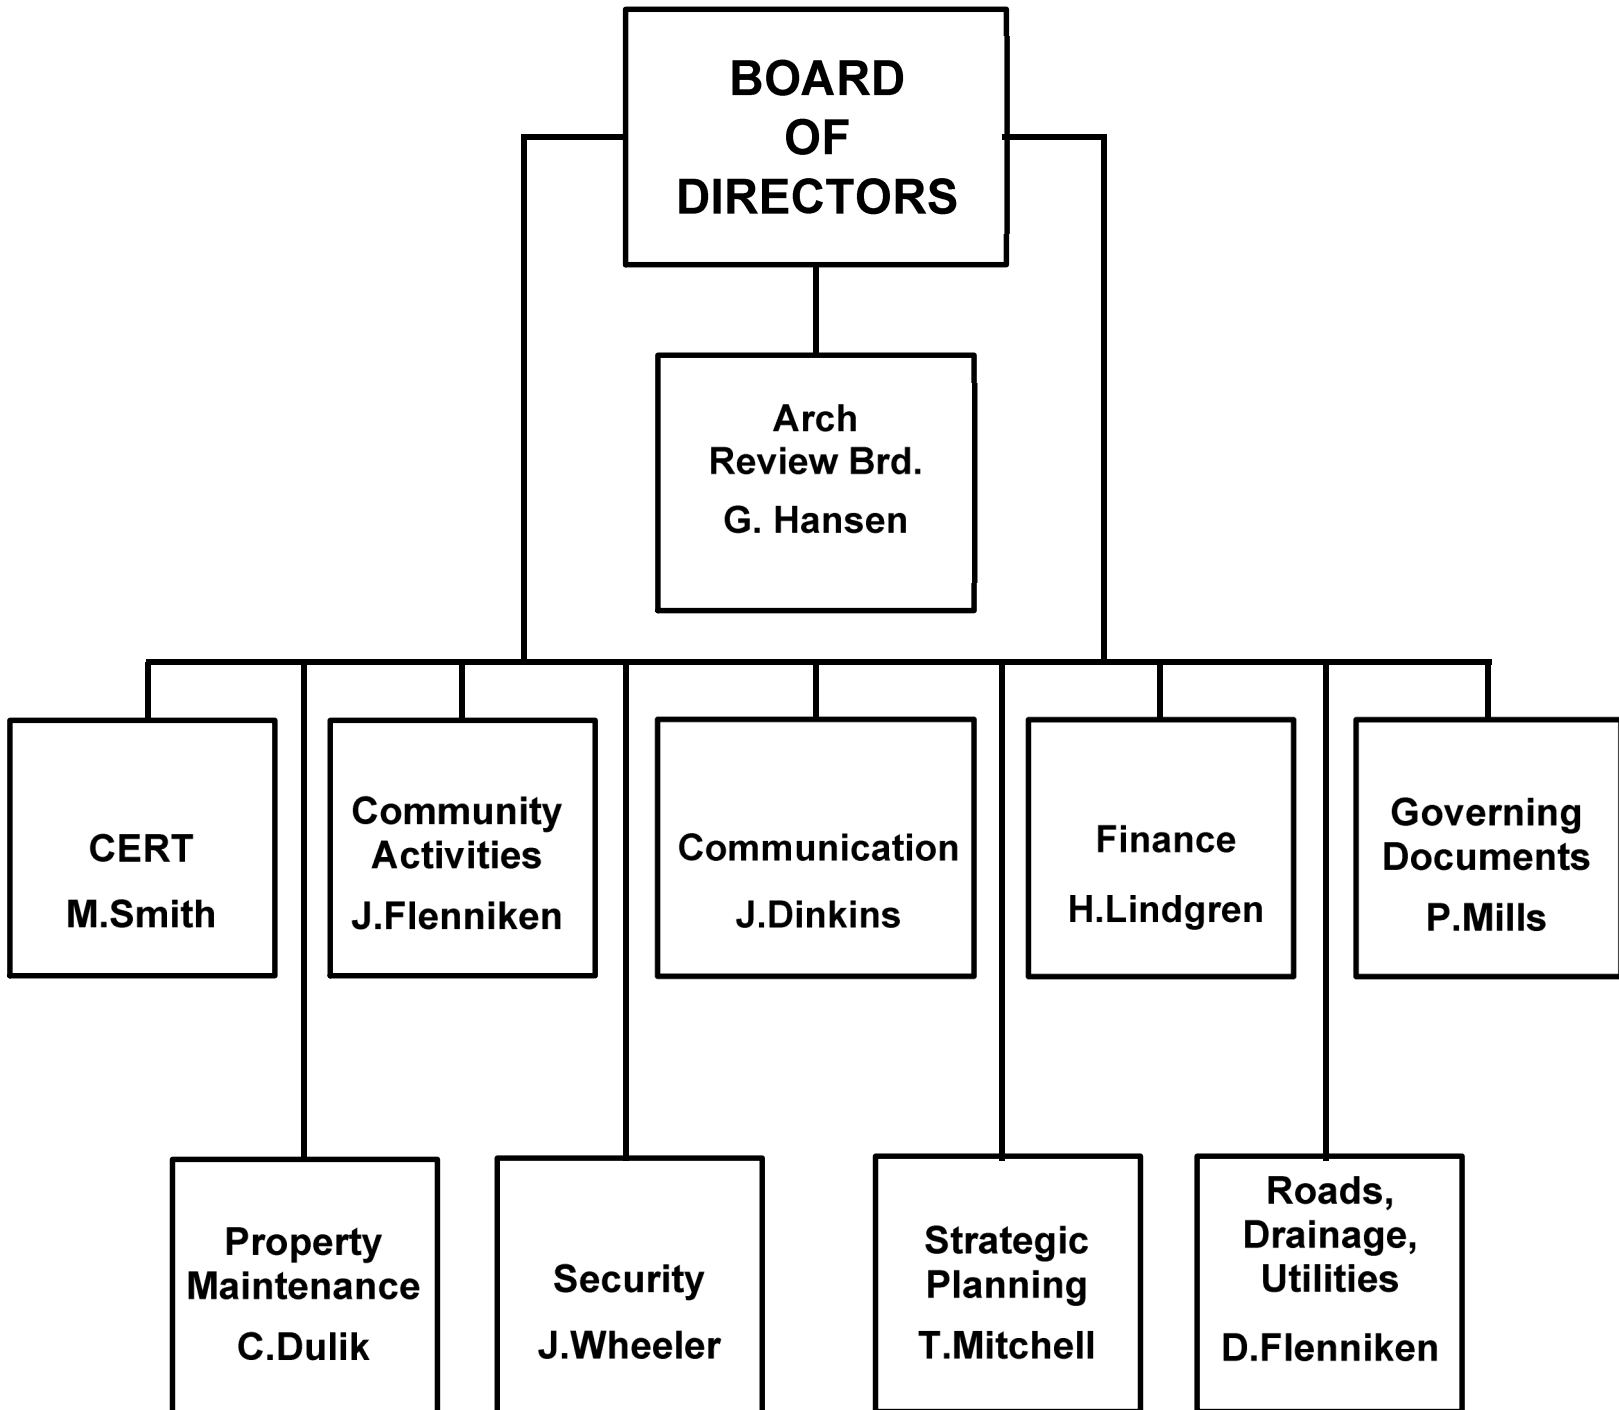 BOARD
OF
DIRECTORS
Arch
Review Brd.
G. Hansen
CERT
M.Smith
Community
Activities
J.Flenniken
Communication
J.Dinkins
Finance
H.Lindgren
Governing
Documents
P.Mills
Property
Maintenance
C.Dulik
Security
J.Wheeler
Strategic
Planning
T.Mitchell
Roads,
Drainage,
Utilities
D.Flenniken